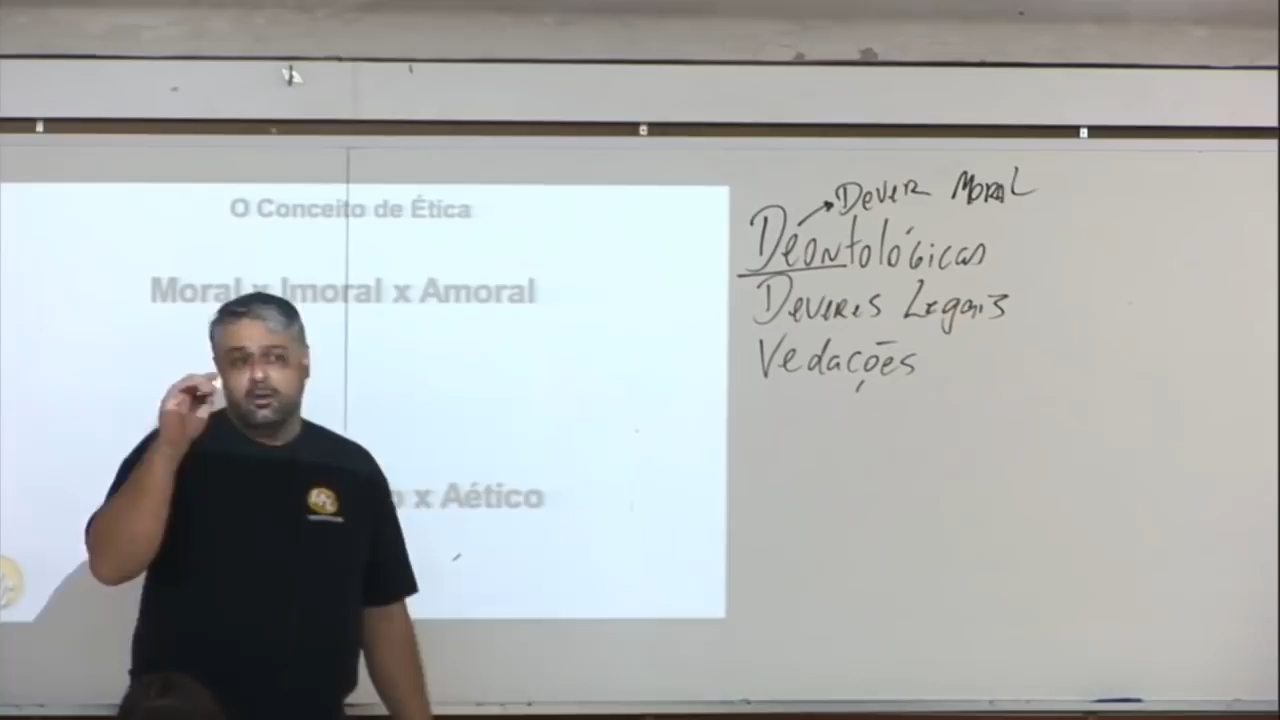 O Conceito de Ética
Moral x Imoral x Amoral
x Aético
Dever Moral
Deontológicas
Deveres Legais
Vedações